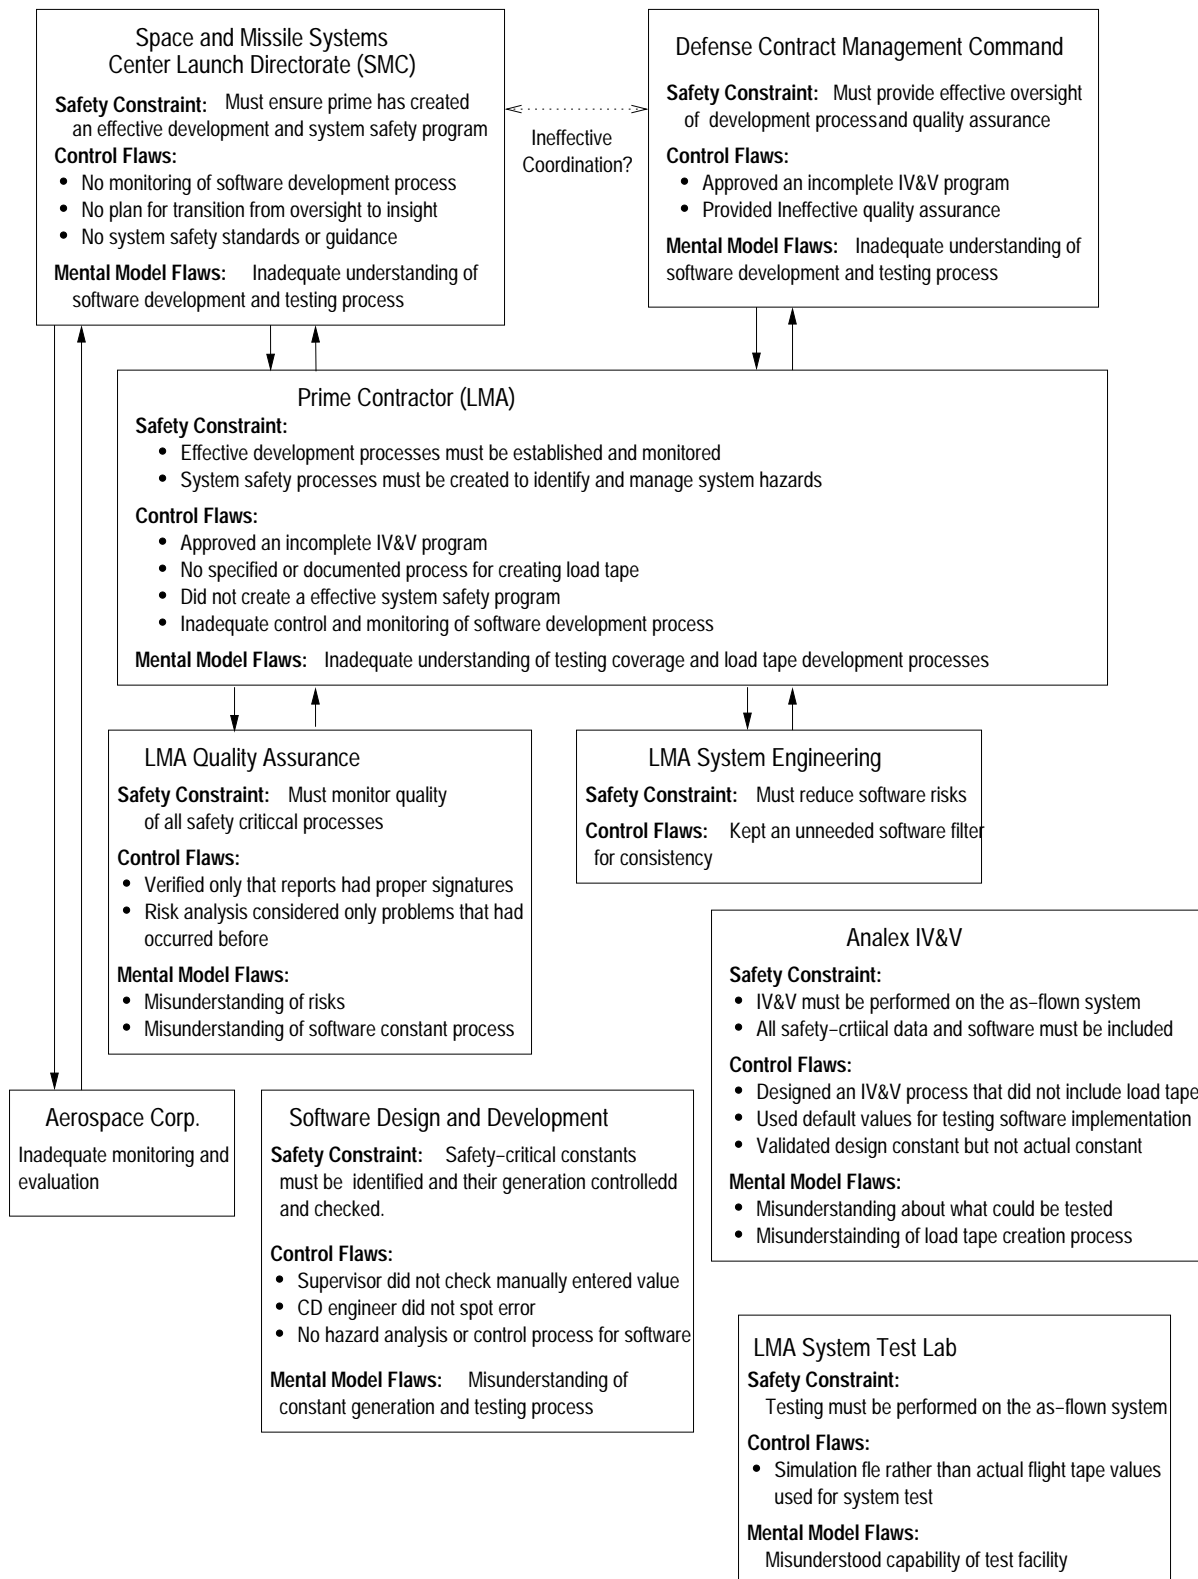 Space and Missile Systems
Center Launch Directorate (SMC)
Safety Constraint: Must ensure prime has created
an effective development and system safety program
Control Flaws:
• No monitoring of software development process
• No plan for transition from oversight to insight
• No system safety standards or guidance
Mental Model Flaws: Inadequate understanding of
software development and testing process
Ineffective
Coordination?
Defense Contract Management Command
Safety Constraint: Must provide effective oversight
of development process and quality assurance
Control Flaws:
• Approved an incomplete IV&V program
• Provided Ineffective quality assurance
Mental Model Flaws: Inadequate understanding of
software development and testing process
Prime Contractor (LMA)
Safety Constraint:
• Effective development processes must be established and monitored
• System safety processes must be created to identify and manage system hazards
Control Flaws:
• Approved an incomplete IV&V program
• No specified or documented process for creating load tape
• Did not create a effective system safety program
• Inadequate control and monitoring of software development process
Mental Model Flaws: Inadequate understanding of testing coverage and load tape development processes
LMA Quality Assurance
Safety Constraint: Must monitor quality
of all safety criticcal processes
Control Flaws:
• Verified only that reports had proper signatures
• Risk analysis considered only problems that had
occurred before
Mental Model Flaws:
• Misunderstanding of risks
• Misunderstanding of software constant process
LMA System Engineering
Safety Constraint: Must reduce software risks
Control Flaws: Kept an unneeded software filter
for consistency
Analex IV&V
Safety Constraint:
• IV&V must be performed on the as−flown system
• All safety−crtiical data and software must be included
Control Flaws:
• Designed an IV&V process that did not include load tape
• Used default values for testing software implementation
• Validated design constant but not actual constant
Mental Model Flaws:
• Misunderstanding about what could be tested
• Misunderstainding of load tape creation process
Aerospace Corp.
Inadequate monitoring and
evaluation
Software Design and Development
Safety Constraint: Safety−critical constants
must be identified and their generation controlledd
and checked.
Control Flaws:
• Supervisor did not check manually entered value
• CD engineer did not spot error
• No hazard analysis or control process for software
Mental Model Flaws: Misunderstanding of
constant generation and testing process
LMA System Test Lab
Safety Constraint:
Testing must be performed on the as−flown system
Control Flaws:
• Simulation fle rather than actual flight tape values
used for system test
Mental Model Flaws:
Misunderstood capability of test facility